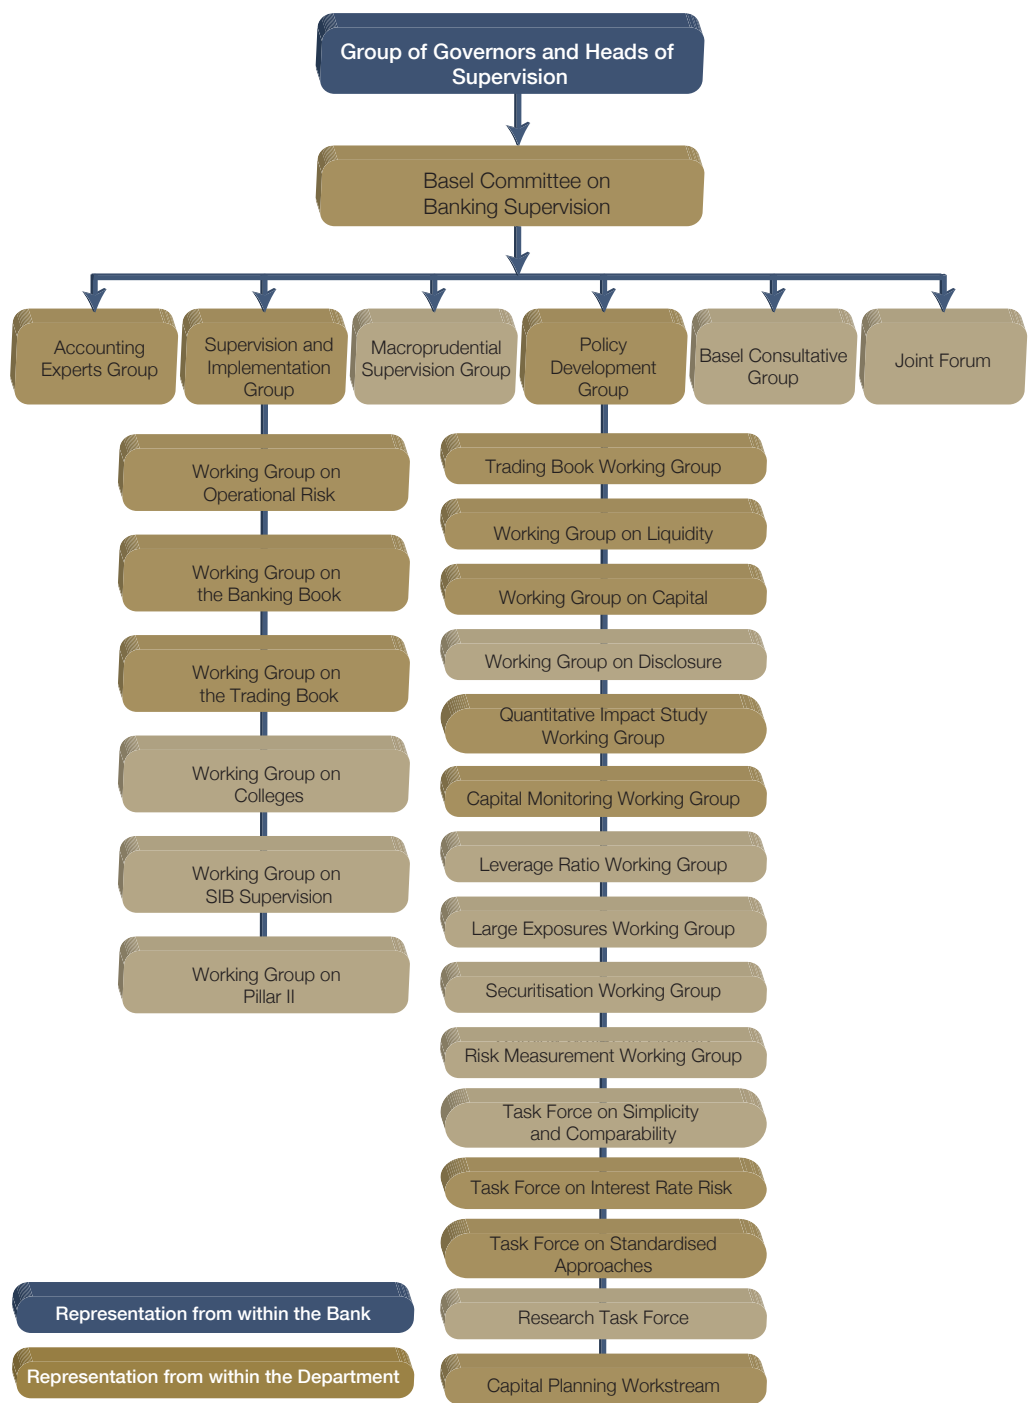 Group of Governors and Heads of
Supervision
Basel Committee on
Banking Supervision
Accounting
Experts Group
Supervision and
Implementation
Group
Macroprudential
Supervision Group
Policy
Development
Group
Basel Consultative
Group
Joint Forum
Working Group on
Operational Risk
Working Group on
the Banking Book
Working Group on
the Trading Book
Working Group on
Colleges
Working Group on
SIB Supervision
Working Group on
Pillar II
Trading Book Working Group
Working Group on Liquidity
Working Group on Capital
Working Group on Disclosure
Quantitative Impact Study
Working Group
Capital Monitoring Working Group
Leverage Ratio Working Group
Large Exposures Working Group
Securitisation Working Group
Risk Measurement Working Group
Task Force on Simplicity
and Comparability
Task Force on Interest Rate Risk
Task Force on Standardised
Approaches
Research Task Force
Capital Planning Workstream
Representation from within the Bank
Representation from within the Department